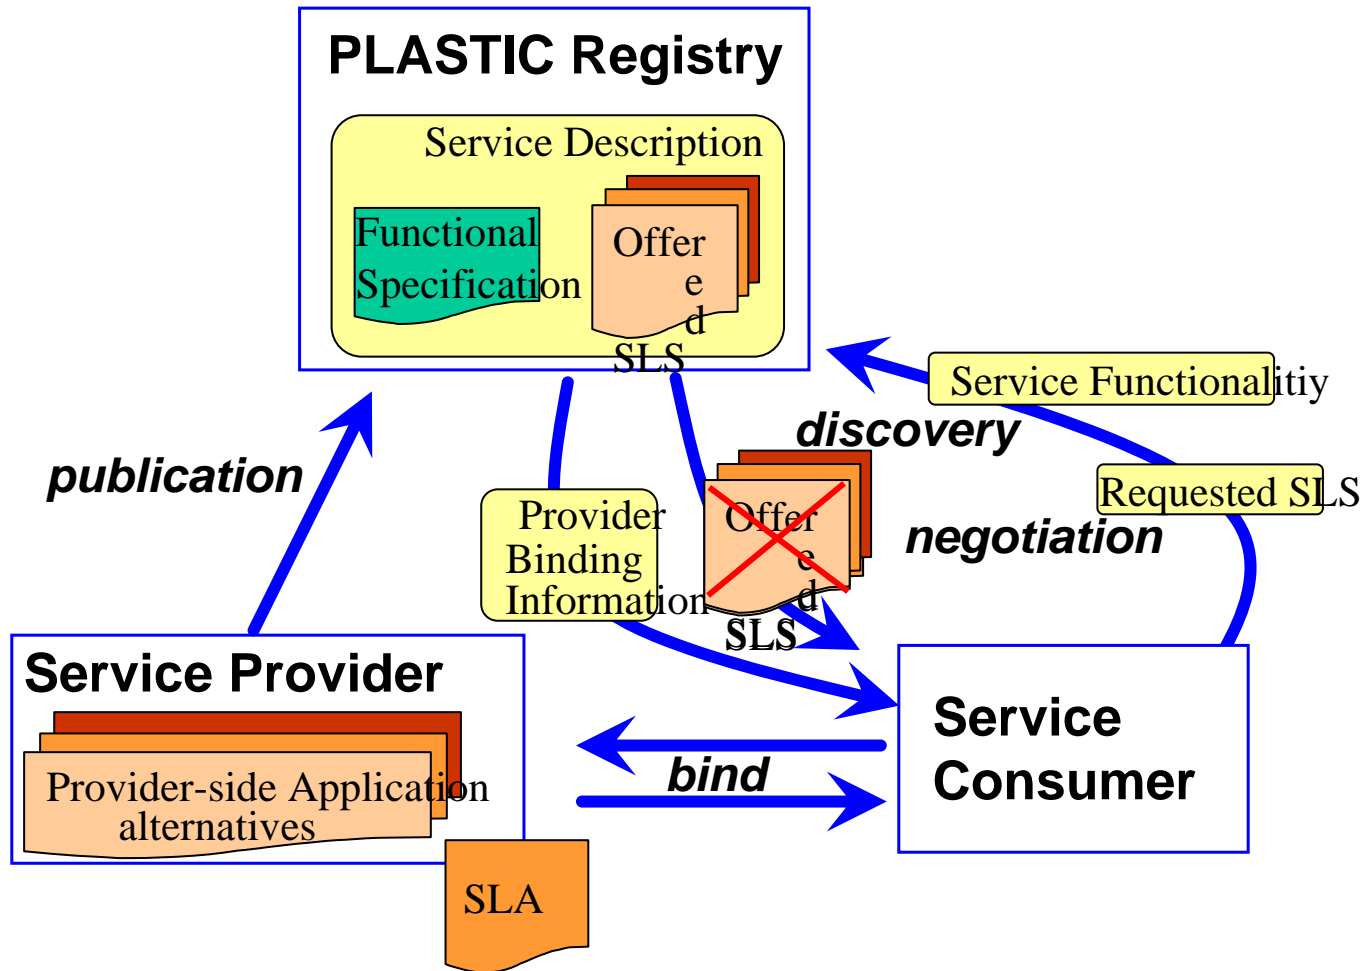 PLASTIC Registry
Service Description
Functional
Specification
Offer
e
d
SLS
Service Functionalitiy
discovery
publication
Requested SLS
Provider
Binding
Information
Offer
e
d
SLS
negotiation
Service Provider
Provider-side Application
alternatives
bind
Service
Consumer
SLA